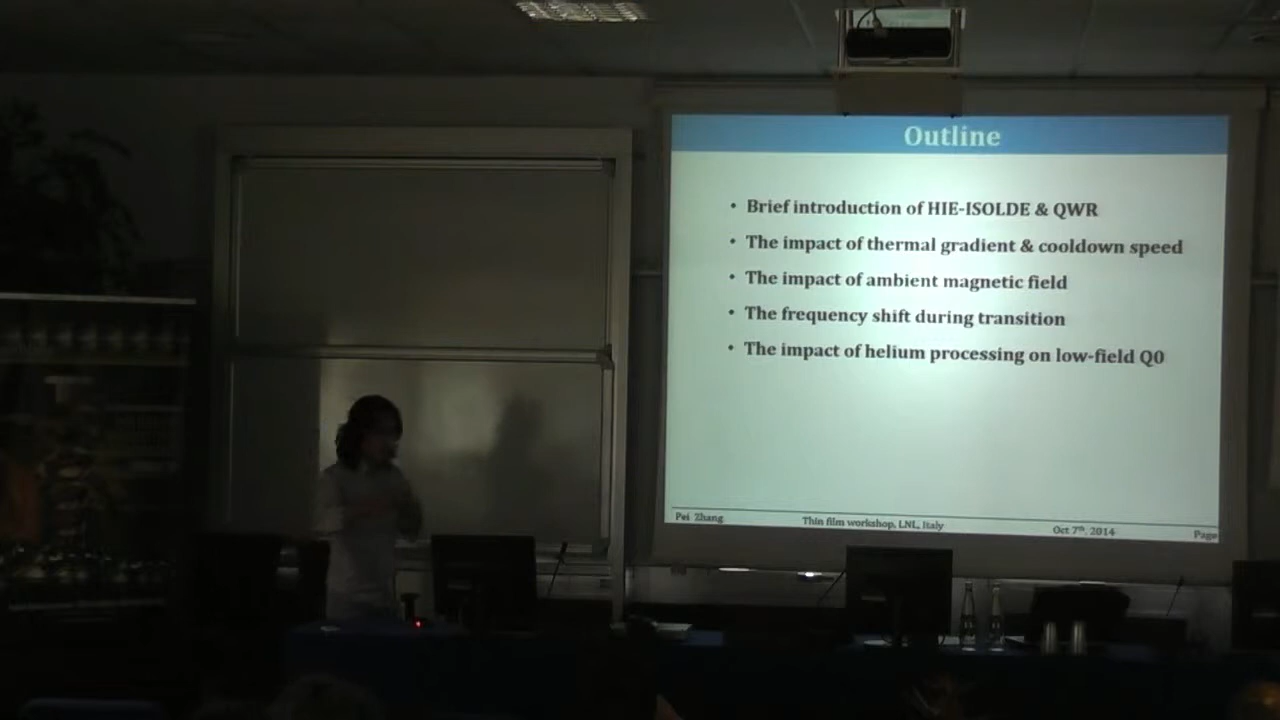 Outline
• Brief introduction of HIE-ISOLDE & QWR
• The impact of thermal gradient & cooldown speed
• The impact of ambient magnetic field
• The frequency shift during transition
• The impact of helium processing on low-field Q0
Pei Zhang Thin film workshop, LNL, Italy Oct 7th, 2014 Page